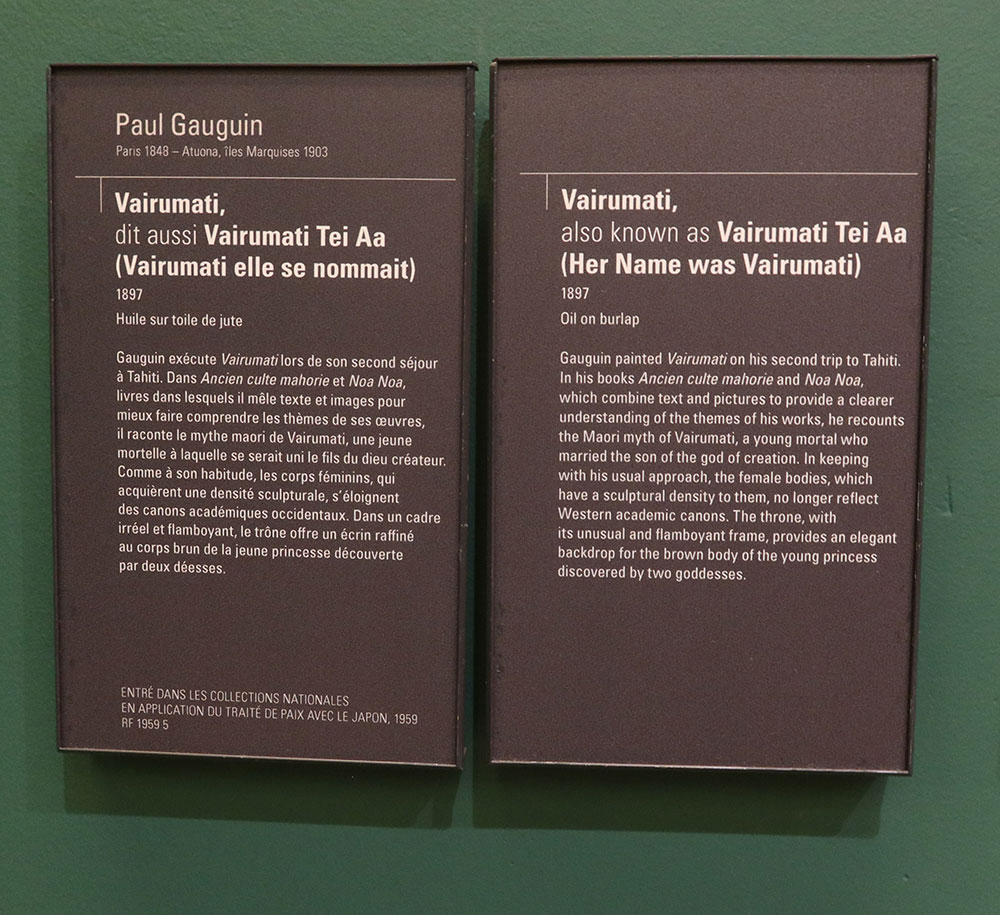 Paul Gauguin
Paris 1848 – Atuona, îles Marquises 1903
Vairumati,
dit aussi Vairumati Tei Aa
(Vairumati elle se nommait)
1897
Huile sur toile de jute
Gauguin exécute Vairumati lors de son second séjour
à Tahiti. Dans Ancien culte mahorie et Noa Noa,
livres dans lesquels il mêle texte et images pour
mieux faire comprendre les thèmes de ses œuvres,
il raconte le mythe maori de Vairumati, une jeune
mortelle à laquelle se serait uni le fils du dieu créateur.
Comme à son habitude, les corps féminins, qui
acquièrent une densité sculpturale, s'éloignent
des canons académiques occidentaux. Dans un cadre
irréel et flamboyant, le trône offre un écrin raffiné
au corps brun de la jeune princesse découverte
par deux déesses.
ENTRÉ DANS LES COLLECTIONS NATIONALES
EN APPLICATION DU TRAITÉ DE PAIX AVEC LE JAPON, 1959
RF 1959 5
Vairumati,
also known as Vairumati Tei Aa
(Her Name was Vairumati)
1897
Oil on burlap
Gauguin painted Vairumati on his second trip to Tahiti.
In his books Ancien culte mahorie and Noa Noa,
which combine text and pictures to provide a clearer
understanding of the themes of his works, he recounts
the Maori myth of Vairumati, a young mortal who
married the son of the god of creation. In keeping
with his usual approach, the female bodies, which
have a sculptural density to them, no longer reflect
Western academic canons. The throne, with
its unusual and flamboyant frame, provides an elegant
backdrop for the brown body of the young princess
discovered by two goddesses.